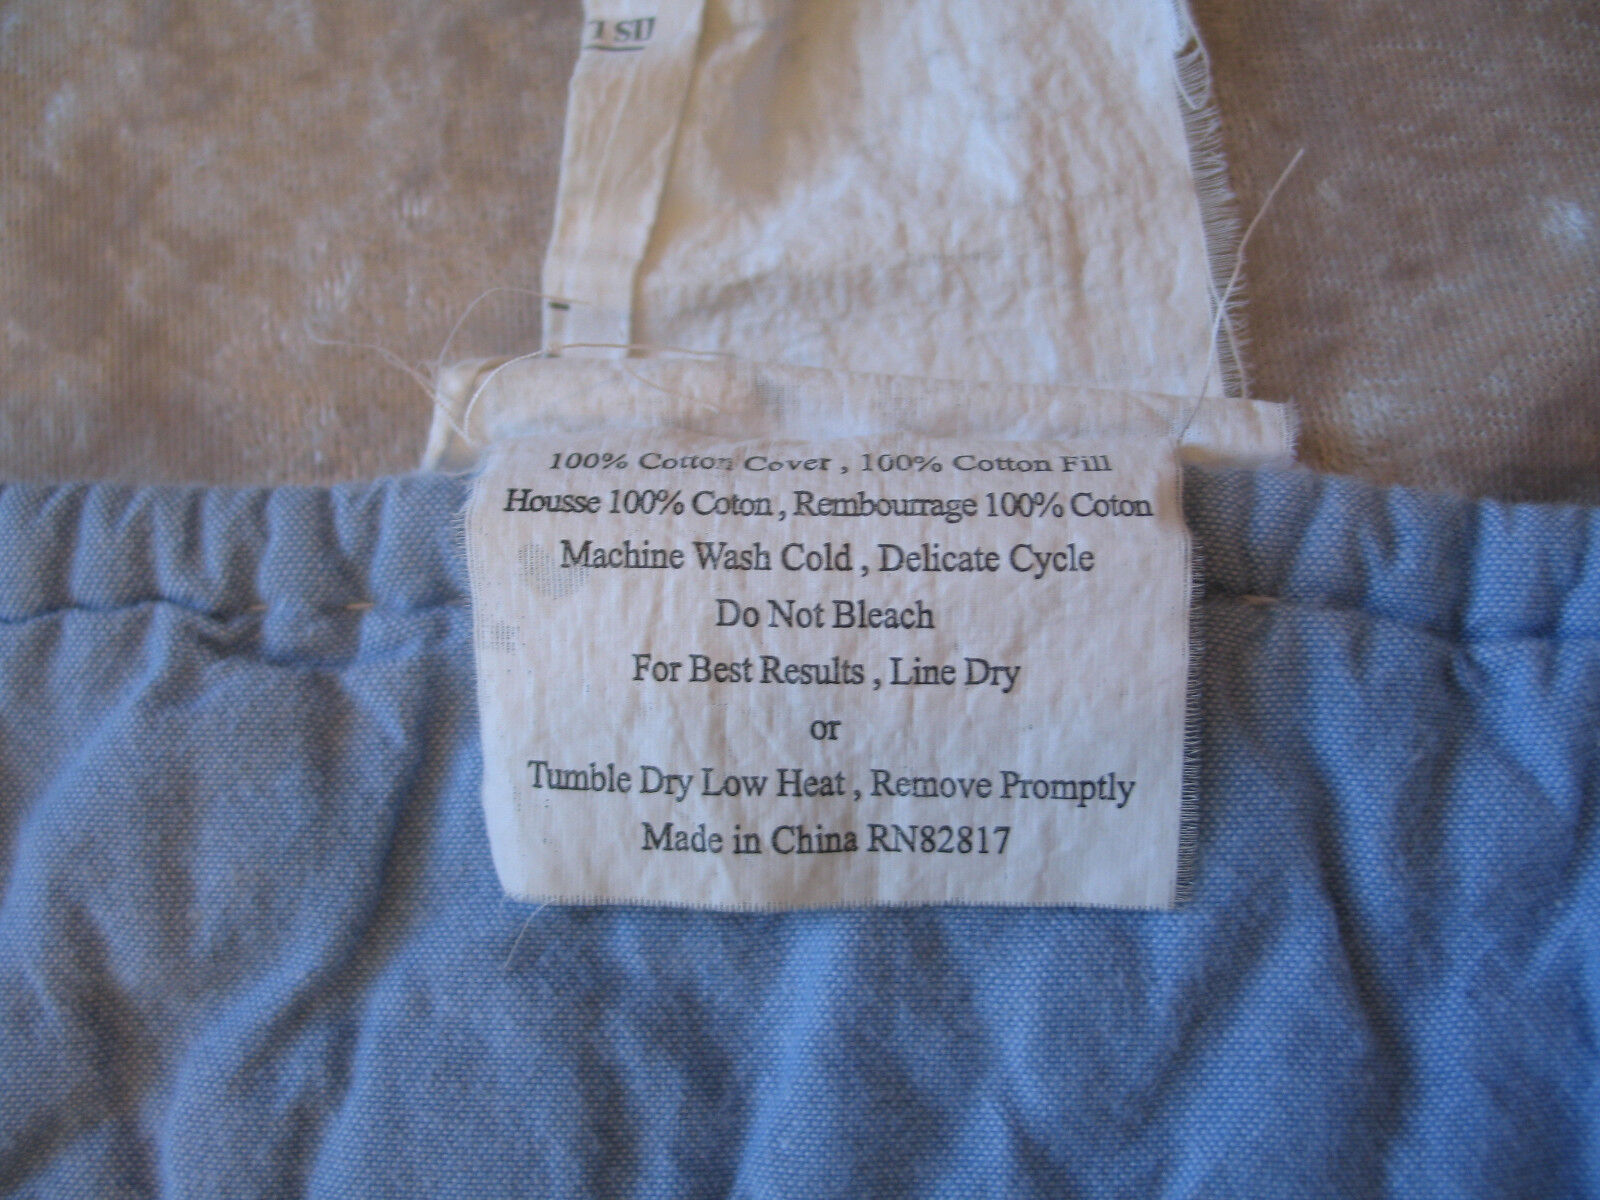 100% Cotton Cover , 100% Cotton Fill
Housse 100% Coton , Rembourrage 100% Coton
Machine Wash Cold , Delicate Cycle
Do Not Bleach
For Best Results , Line Dry
or
Tumble Dry Low Heat , Remove Promptly
Made in China RN82817